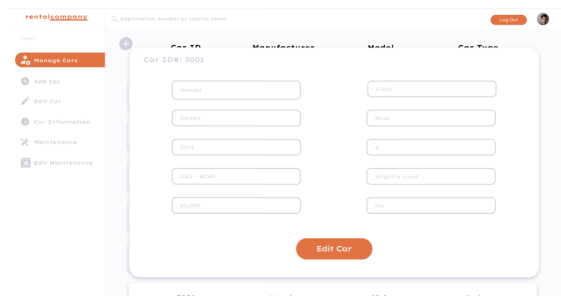 rentalcompany
Registration number or vehicle name
Log Out
MENU
Manage Cars
Add Car
Edit Car
Car Information
Maintenance
Edit Maintenance
Car ID Manufacturer Model Car Type
Car ID#: 3001
Honda Civic
Sedan Blue
2014 4
Slightly Used
No
Edit Car